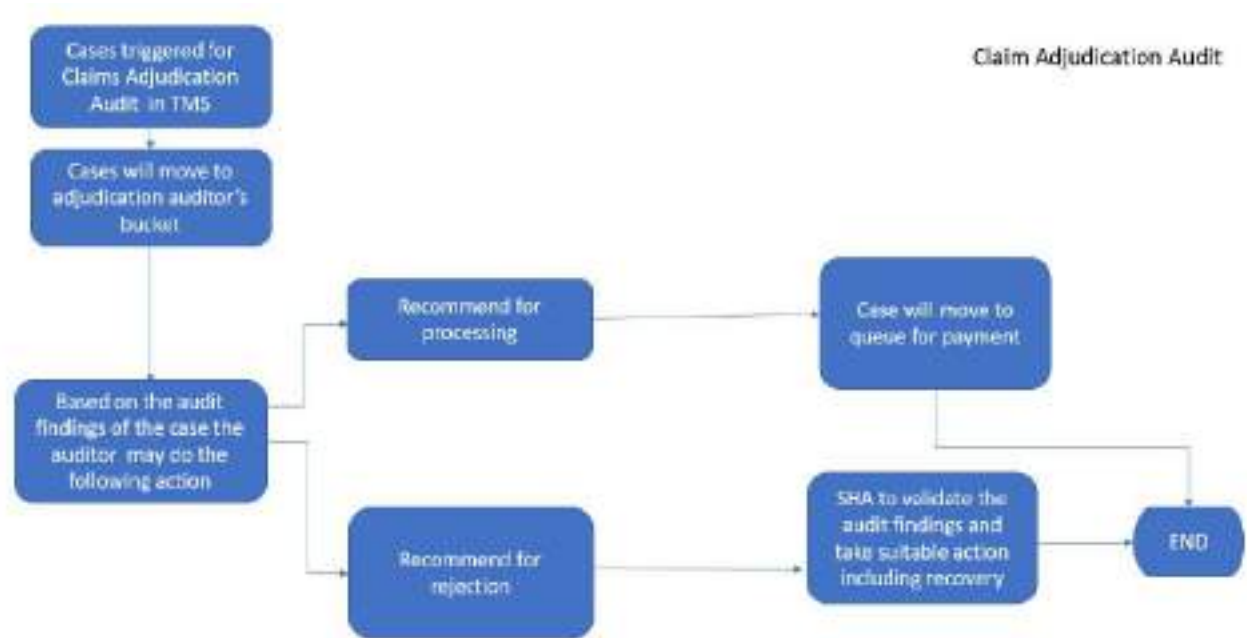 Claim Adjudication Audit
Cases triggered for
Claims Adjudication
Audit in TMS
Cases will move to
adjudication auditor's
bucket
Based on the audit
findings of the case the
auditor may do the
following action
Recommend for
processing
Case will move to
queue for payment
Recommend for
rejection
SHA to validate the
audit findings and
take suitable action
including recovery
END